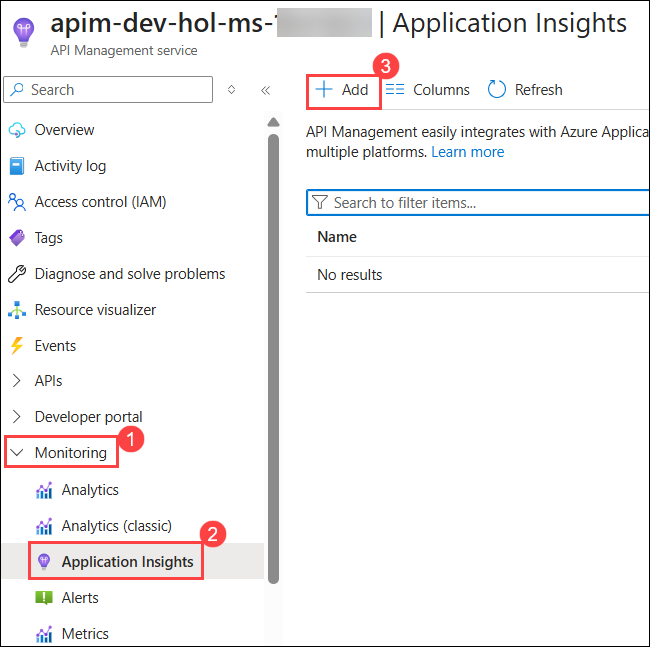 apim-dev-hol-ms- | Application Insights
API Management service
Search
3
Add
Columns
Refresh
API Management easily integrates with Azure Applica
multiple platforms. Learn more
Search to filter items...
Name
No results
Overview
Activity log
Access control (IAM)
Tags
Diagnose and solve problems
Resource visualizer
Events
APIs
Developer portal
1
Monitoring
Analytics
Analytics (classic)
2
Application Insights
Alerts
Metrics